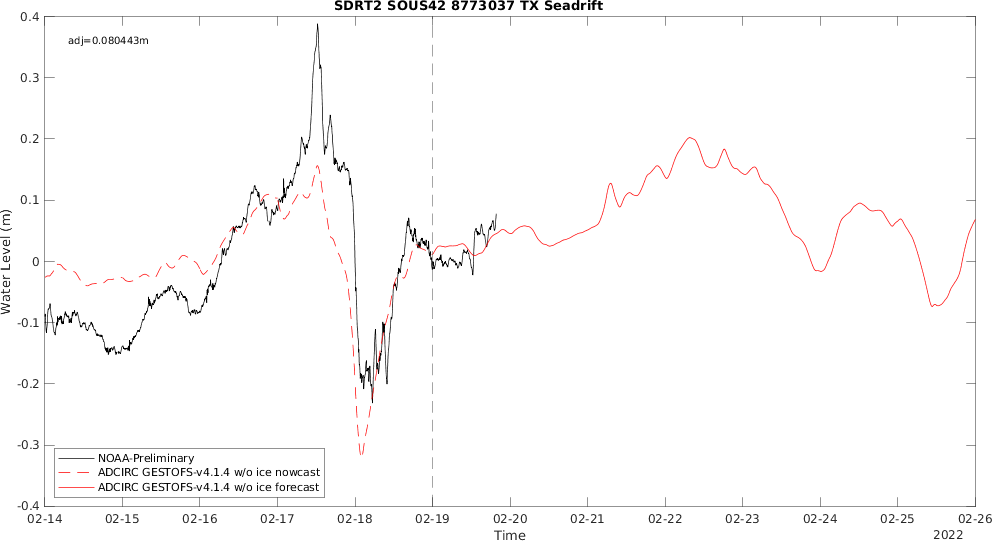 SDRT2 SOUS42 8773037 TX Seadrift
adj=0.080443m
0.4
0.3
0.2
0.1
0
-0.1
-0.2
-0.3
-0.4
Water Level (m)
NOAA-Preliminary
ADCIRC GESTOFS-v4.1.4 w/o ice nowcast
ADCIRC GESTOFS-v4.1.4 w/o ice forecast
02-14 02-15 02-16 02-17 02-18 02-19 02-20 02-21 02-22 02-23 02-24 02-25 02-26
Time
2022